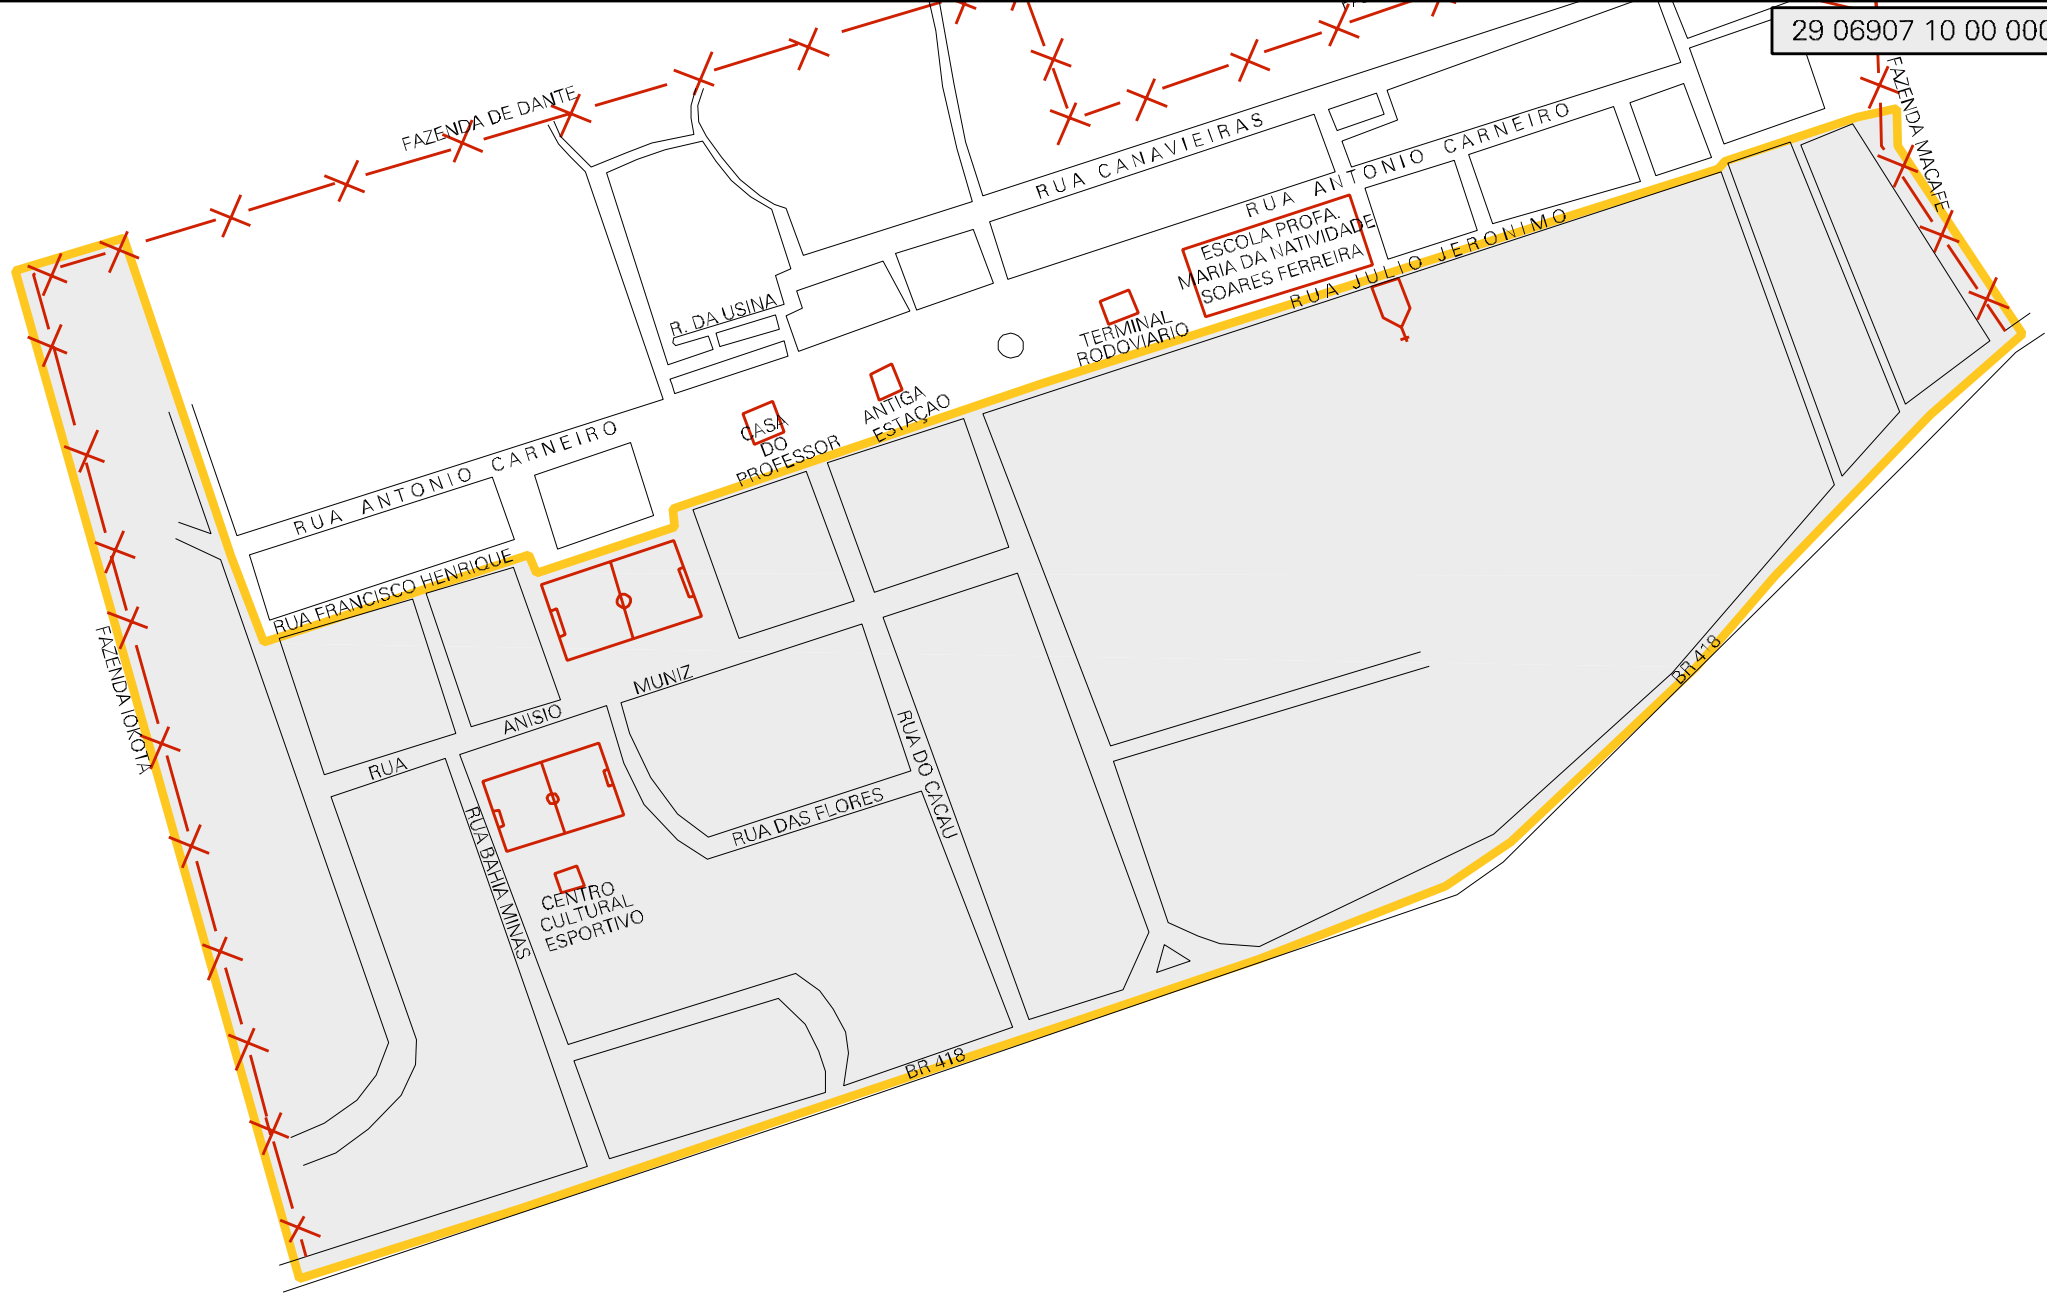 29 06907 10 00 000
FAZENDA DE DANTE
FAZENDA MACAFE
RUA CANAVIEIRAS
RUA ANTONIO CARNEIRO
ESCOLA PROFA.
MARIA DA NATIVIDADE
SOARES FERREIRA
RUA JULIO JERONIMO
R. DA USINA
TERMINAL
RODOVIARIO
ANTIGA
ESTAÇAO
CASA
DO
PROFESSOR
RUA ANTONIO CARNEIRO
RUA FRANCISCO HENRIQUE
FAZENDA IOKOTA
RUA ANISIO MUNIZ
BR 418
RUA DO CACAU
RUA DAS FLORES
RUA BAHIA MINAS
CENTRO
CULTURAL
ESPORTIVO
BR 418